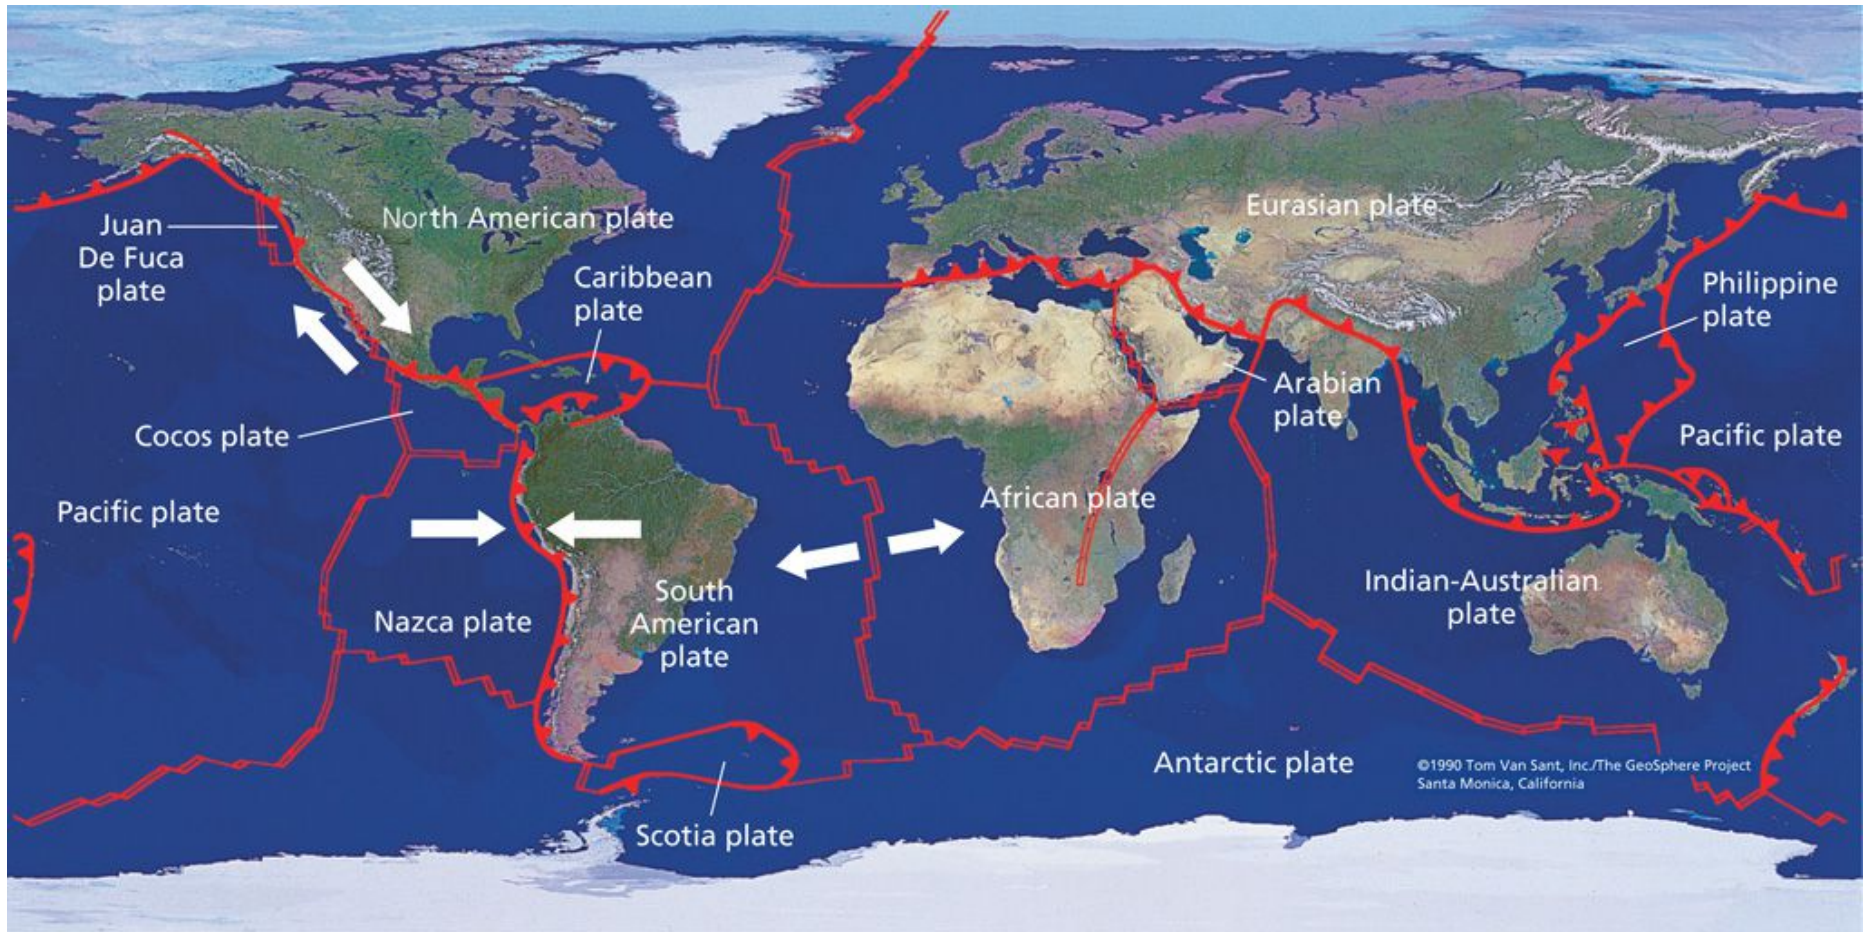 North American plate
Juan
De Fuca
plate
Caribbean
plate
Eurasian plate
Philippine
plate
Arabian
plate
Cocos plate
Pacific plate
Pacific plate
African plate
Nazca plate
South
American
plate
Indian-Australian
plate
Antarctic plate
©1990 Tom Van Sant, Inc./The GeoSphere Project
Santa Monica, California
Scotia plate